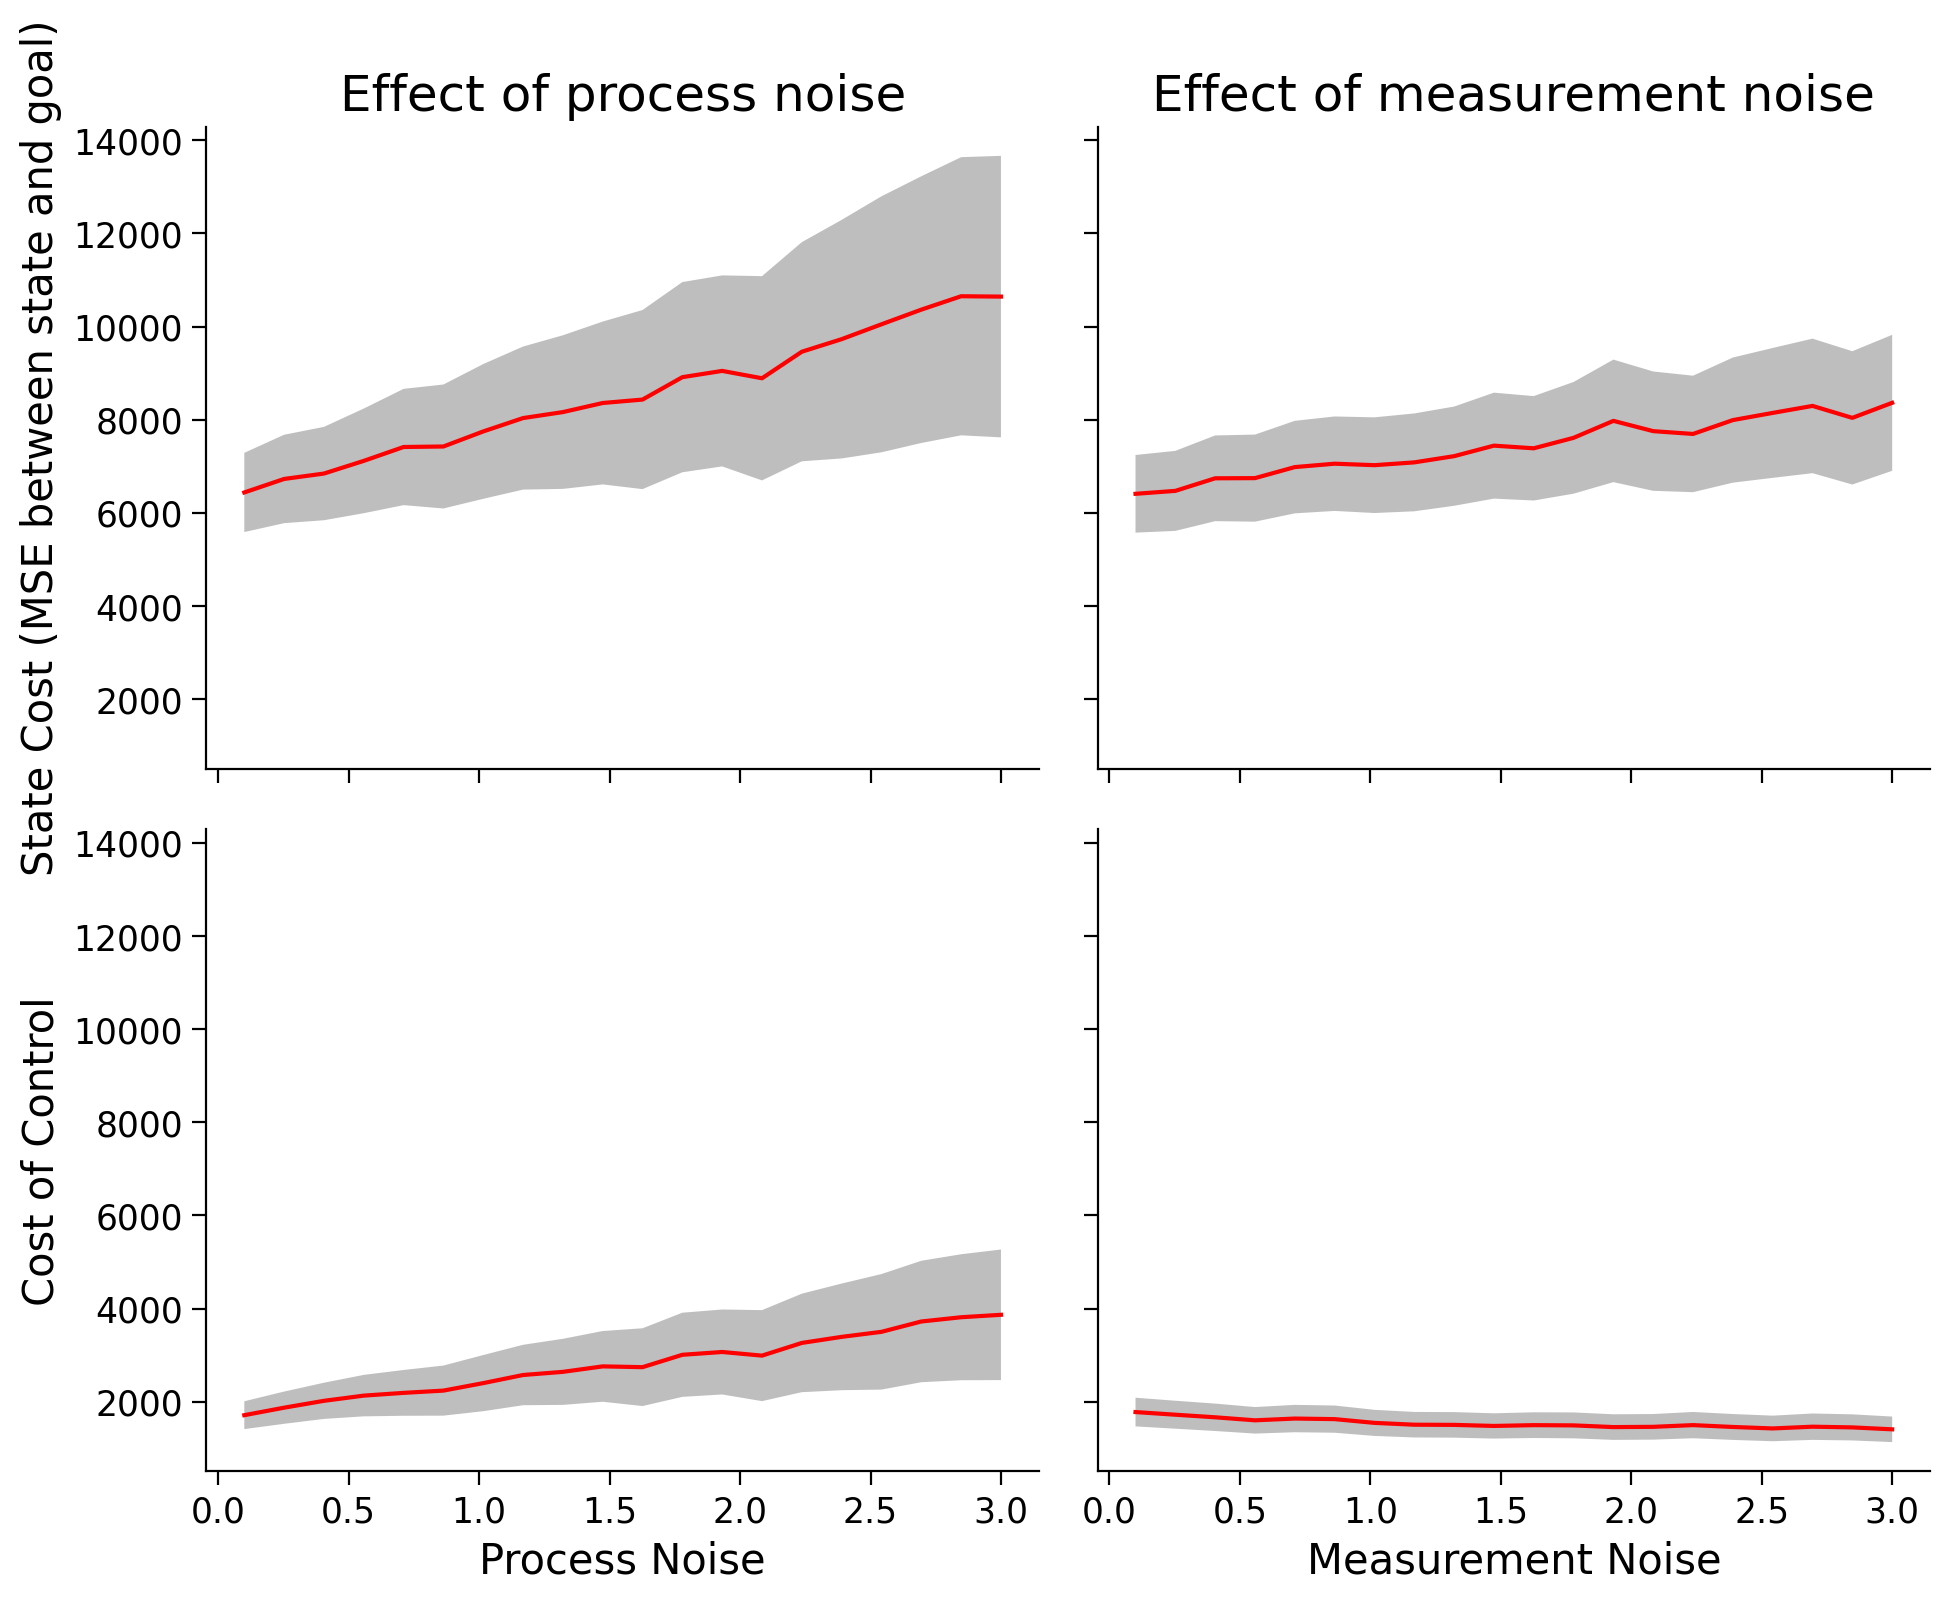 Effect of process noise
Effect of measurement noise
State Cost (MSE between state and goal)
14000
12000
10000
8000
6000
4000
2000
Cost of Control
14000
12000
10000
8000
6000
4000
2000
0.0 0.5 1.0 1.5 2.0 2.5 3.0
0.0 0.5 1.0 1.5 2.0 2.5 3.0
Process Noise
Measurement Noise